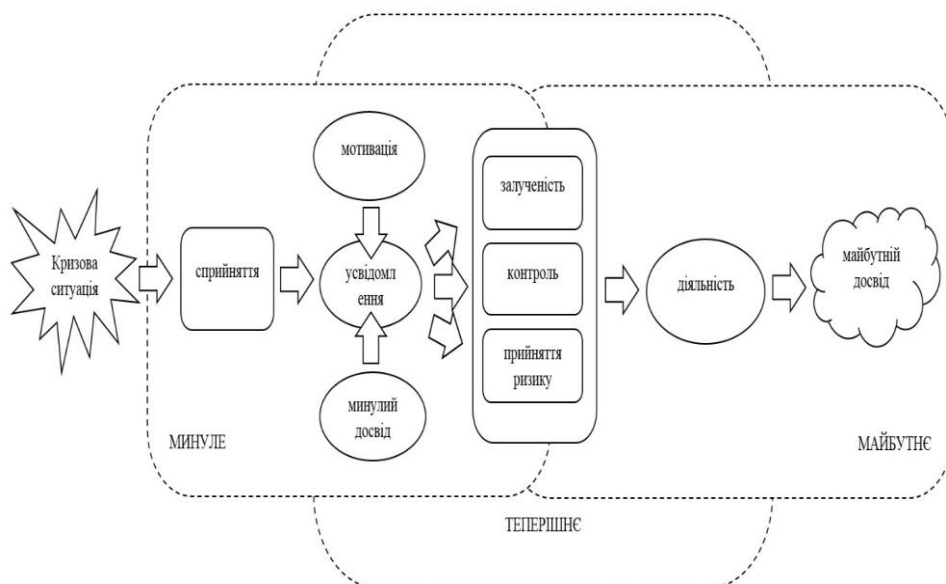 Кризова
ситуація
сприйняття
мотивація
усвідомл
ення
минулий
досвід
залученість
контроль
прийняття
ризику
діяльність
майбутній
досвід
МИНУЛЕ
ТЕПЕРІШНЄ
МАЙБУТНЄ